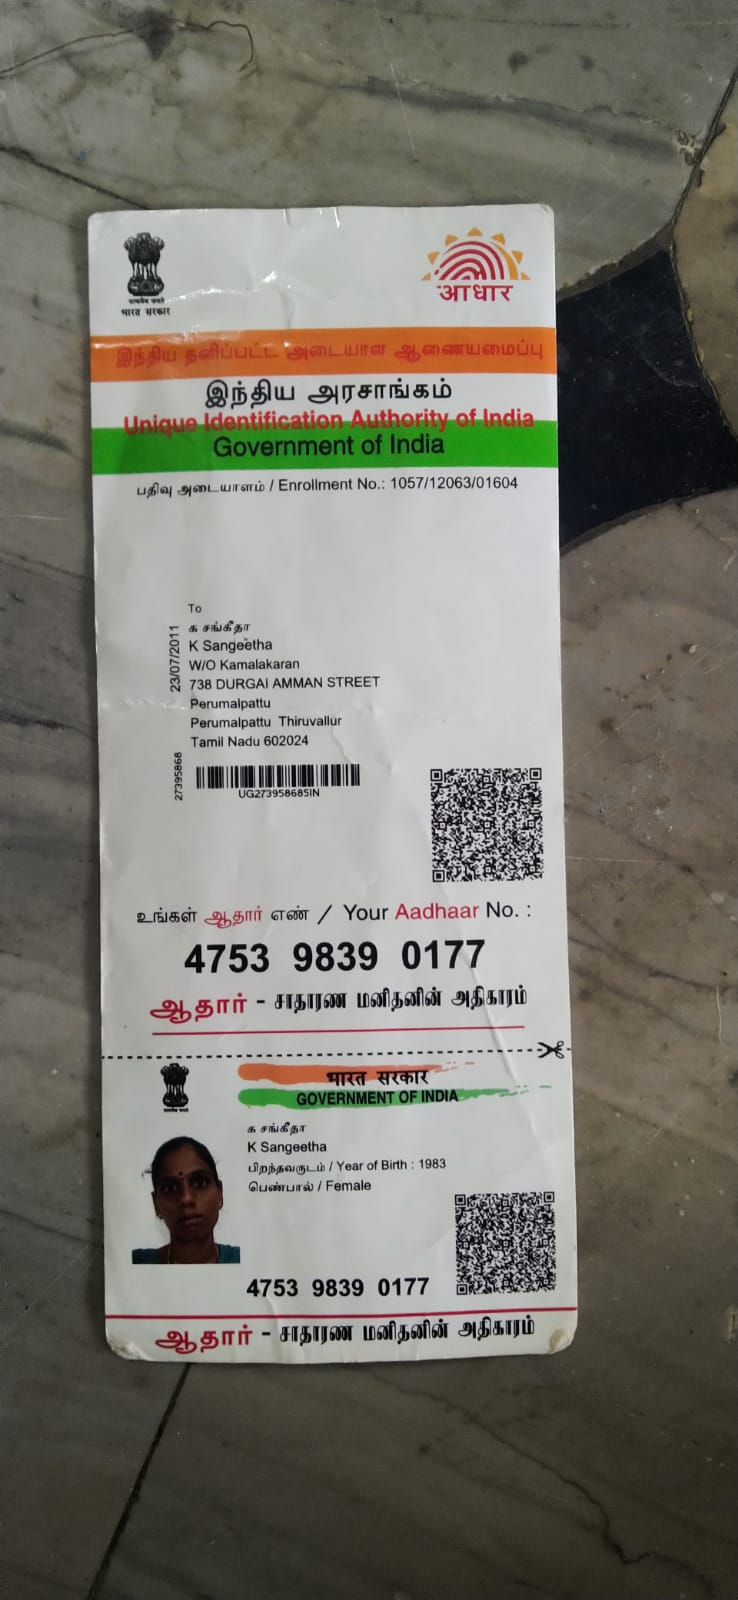 भारत सरकार
आधार
இந்திய தனிப்பட்ட அடையாள ஆணையமைப்பு
இந்திய அரசாங்கம்
Unique Identification Authority of India
Government of India
பதிவு அடையாளம் / Enrollment No.: 1057/12063/01604
To
க சங்கீதா
K Sangeetha
W/O Kamalakaran
738 DURGAI AMMAN STREET
Perumalpattu
Perumalpattu Thiruvallur
Tamil Nadu 602024
23/07/2011
27395868
UG273958685IN
உங்கள் ஆதார் எண் / Your Aadhaar No. :
4753 9839 0177
ஆதார் - சாதாரண மனிதனின் அதிகாரம்
भारत सरकार
GOVERNMENT OF INDIA
க சங்கீதா
K Sangeetha
பிறந்தவருடம் / Year of Birth : 1983
பெண்பால் / Female
4753 9839 0177
ஆதார் - சாதாரண மனிதனின் அதிகாரம்